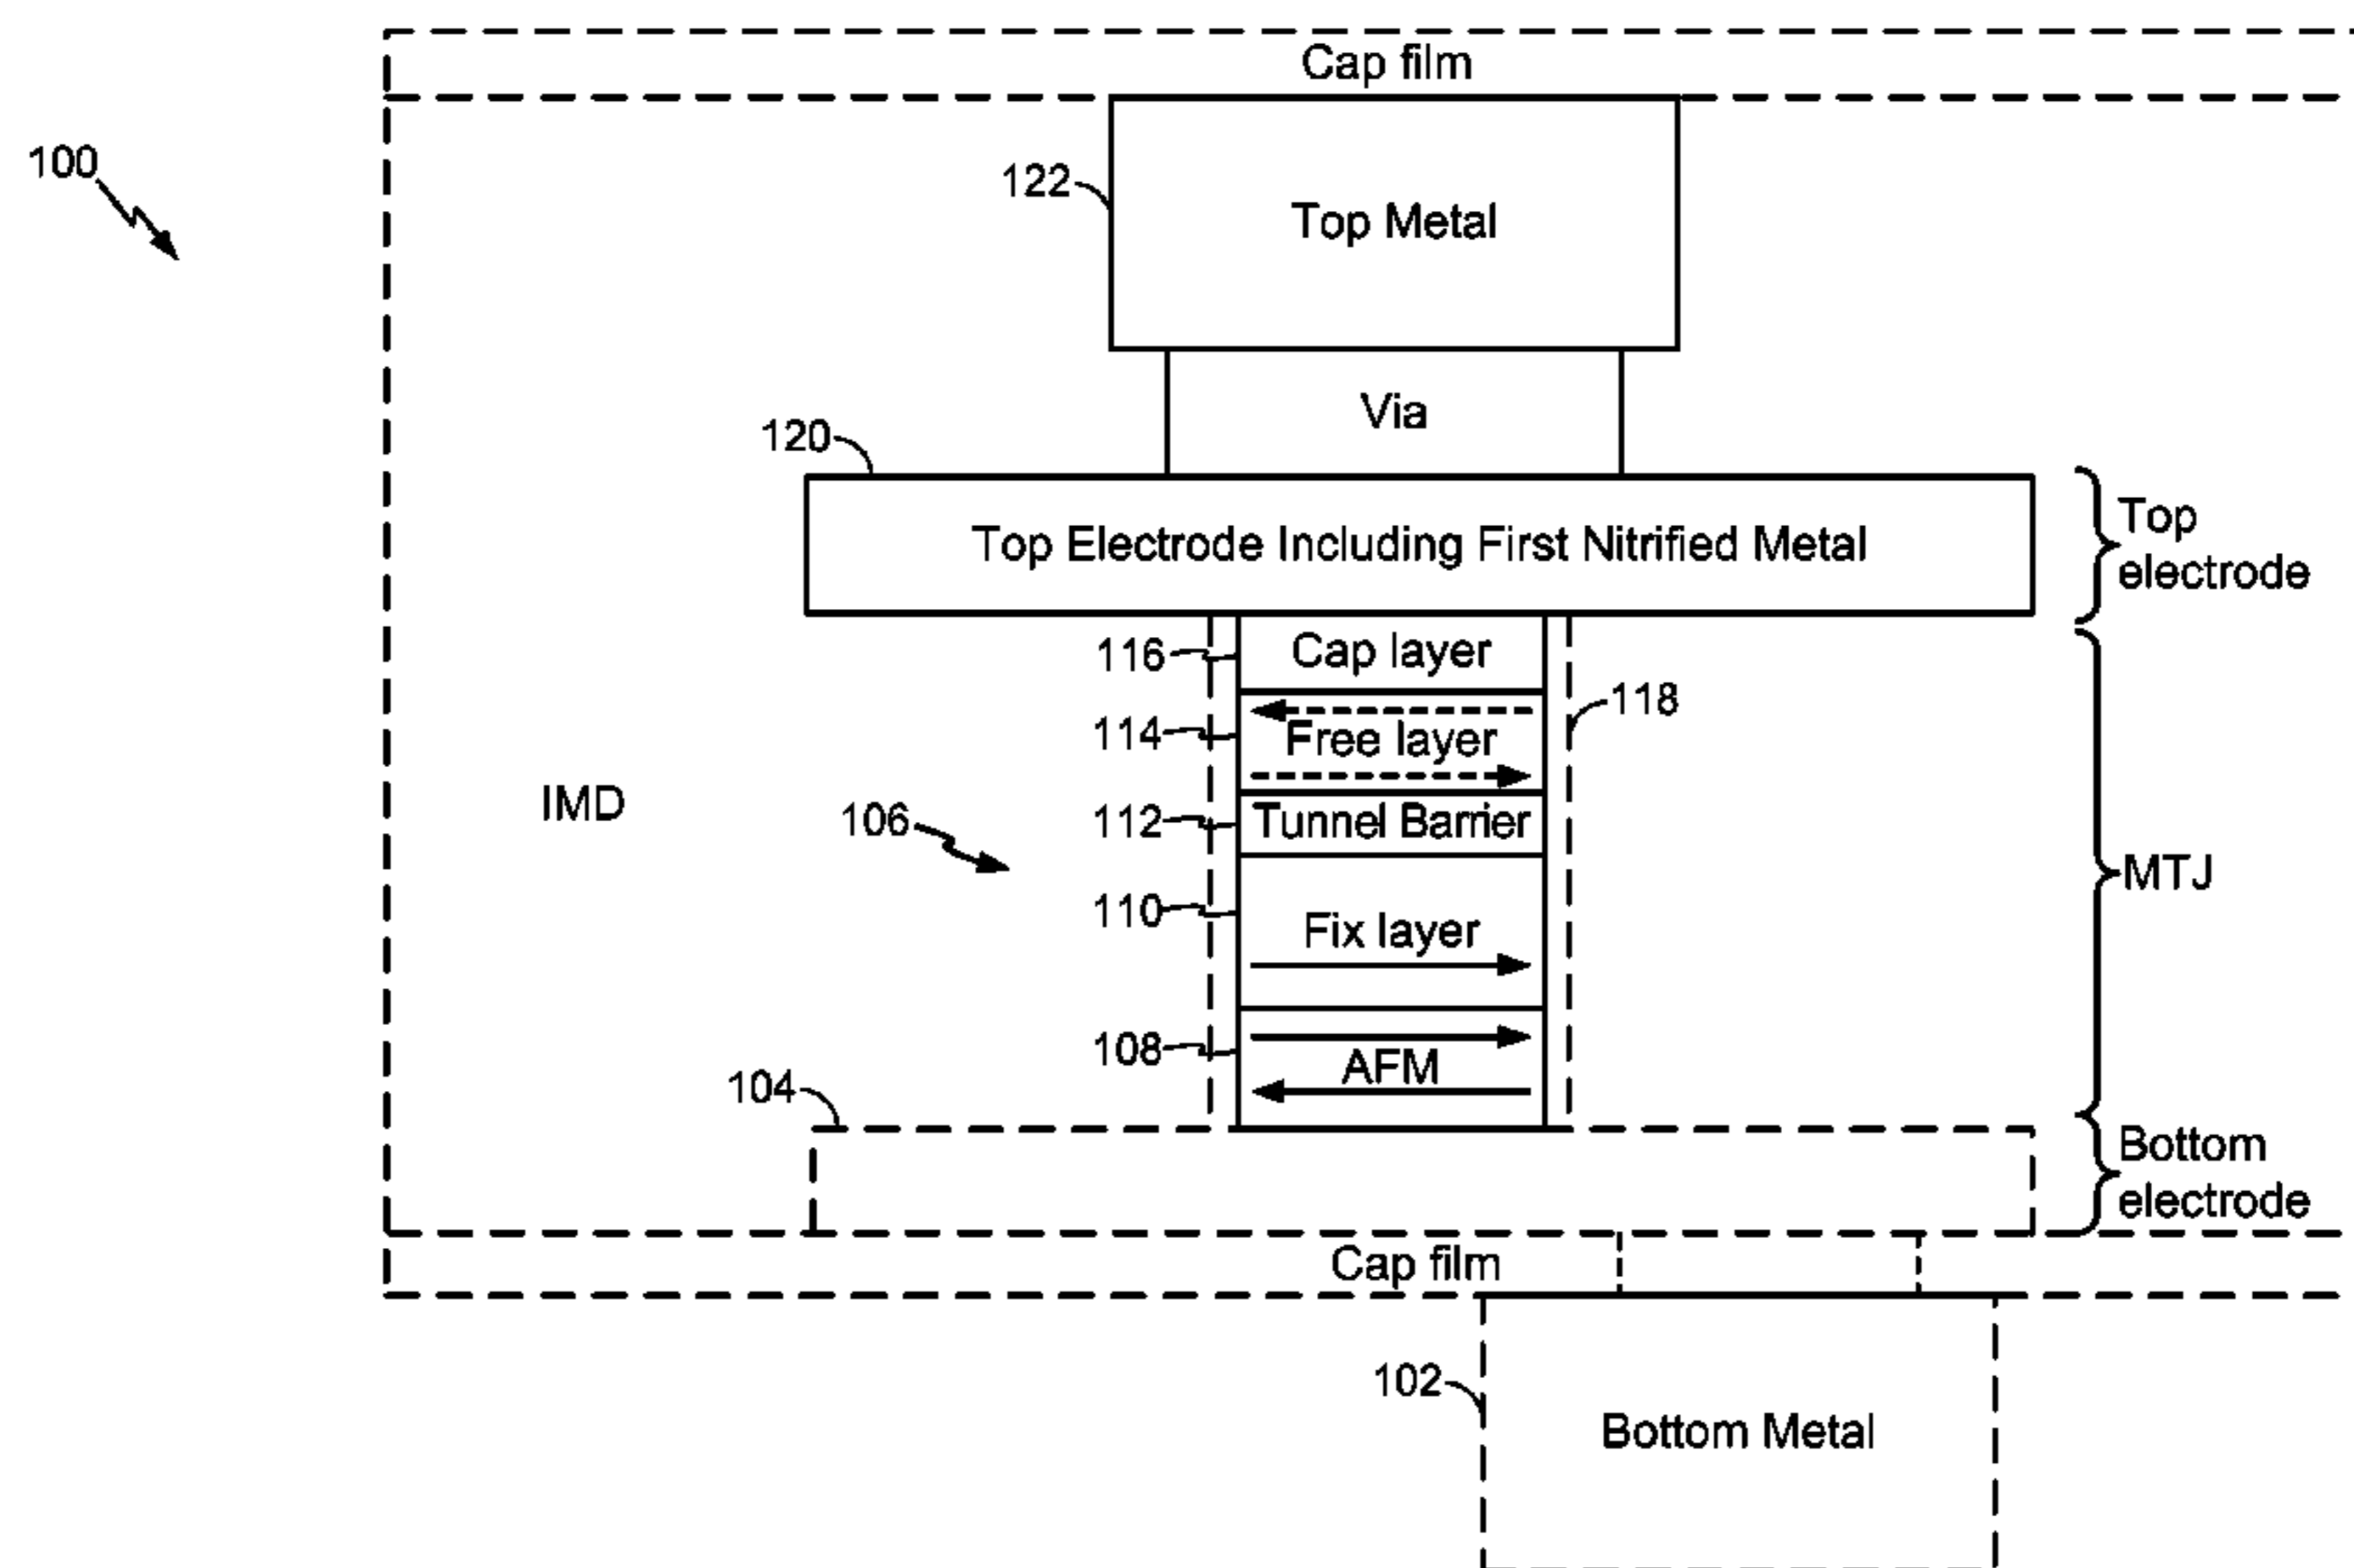 Cap film
100
122
Top Metal
Via
120
Top Electrode Including First Nitrified Metal
Top
electrode
116
Cap layer
118
114
Free layer
IMD
106
112
Tunnel Barrier
MTJ
110
Fix layer
108
AFM
104
Bottom
electrode
Cap film
102
Bottom Metal